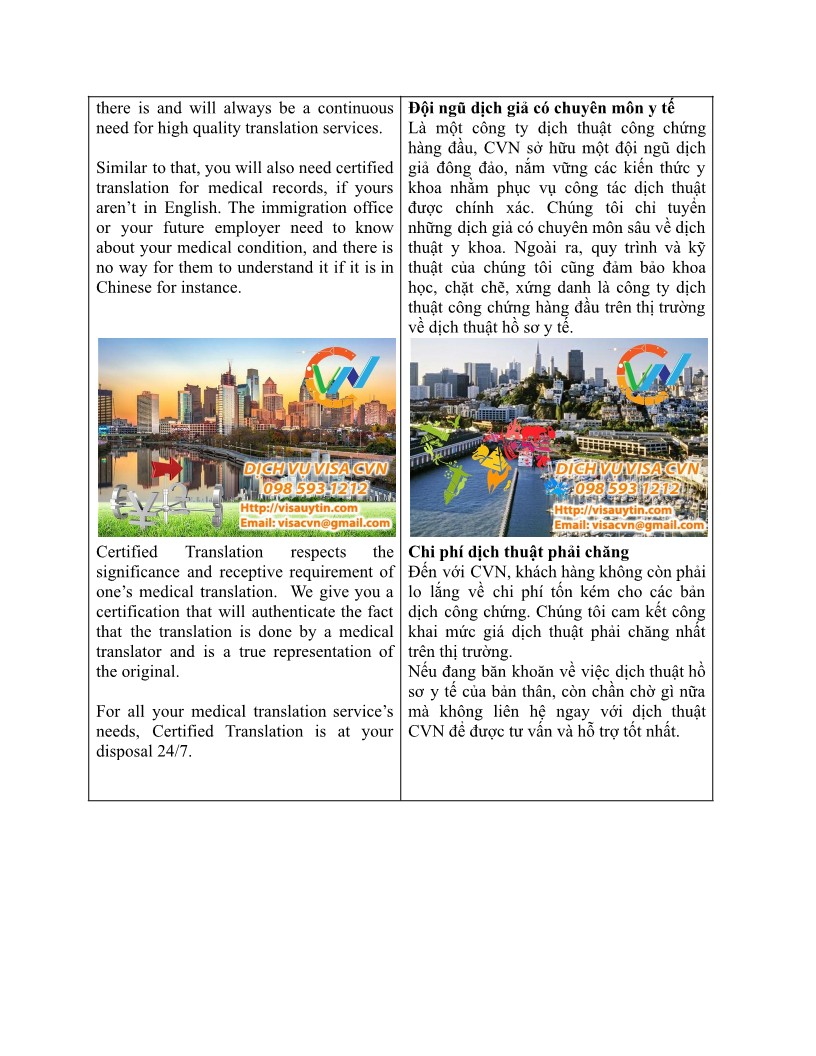 there is and will always be a continuous
need for high quality translation services.
Similar to that, you will also need certified
translation for medical records, if yours
aren’t in English. The immigration office
or your future employer need to know
about your medical condition, and there is
no way for them to understand it if it is in
Chinese for instance.
CVN
DỊCH VỤ VISA CVN
098 593 1212
Http://visauytin.com
Email: visacvn@gmail.com
Certified Translation respects the
significance and receptive requirement of
one’s medical translation.  We give you a
certification that will authenticate the fact
that the translation is done by a medical
translator and is a true representation of
the original.
For all your medical translation service’s
needs, Certified Translation is at your
disposal 24/7.
Đội ngũ dịch giả có chuyên môn y tế
Là một công ty dịch thuật công chứng
hàng đầu, CVN sở hữu một đội ngũ dịch
giả đông đảo, nắm vững các kiến thức y
khoa nhằm phục vụ công tác dịch thuật
được chính xác. Chúng tôi chỉ tuyển
những dịch giả có chuyên môn sâu về dịch
thuật y khoa. Ngoài ra, quy trình và kỹ
thuật của chúng tôi cũng đảm bảo khoa
học, chặt chẽ, xứng danh là công ty dịch
thuật công chứng hàng đầu trên thị trường
về dịch thuật hồ sơ y tế.
CVN
DỊCH VỤ VISA CVN
098 593 1212
Http://visauytin.com
Email: visacvn@gmail.com
Chi phí dịch thuật phải chăng
Đến với CVN, khách hàng không còn phải
lo lắng về chi phí tốn kém cho các bản
dịch công chứng. Chúng tôi cam kết công
khai mức giá dịch thuật phải chăng nhất
trên thị trường.
Nếu đang băn khoăn về việc dịch thuật hồ
sơ y tế của bản thân, còn chần chờ gì nữa
mà không liên hệ ngay với dịch thuật
CVN để được tư vấn và hỗ trợ tốt nhất.